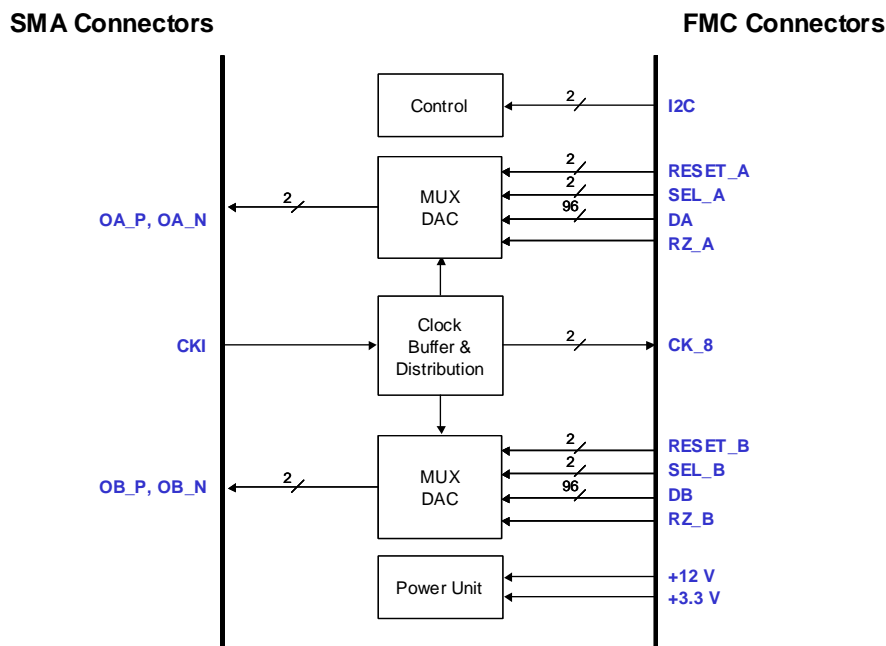 SMA Connectors
FMC Connectors
Control
2
I2C
MUX
DAC
2
RESET_A
2
SEL_A
96
DA
RZ_A
2
OA_P, OA_N
CKI
Clock
Buffer &
Distribution
2
CK_8
MUX
DAC
2
RESET_B
2
SEL_B
96
DB
RZ_B
2
OB_P, OB_N
Power Unit
+12 V
+3.3 V